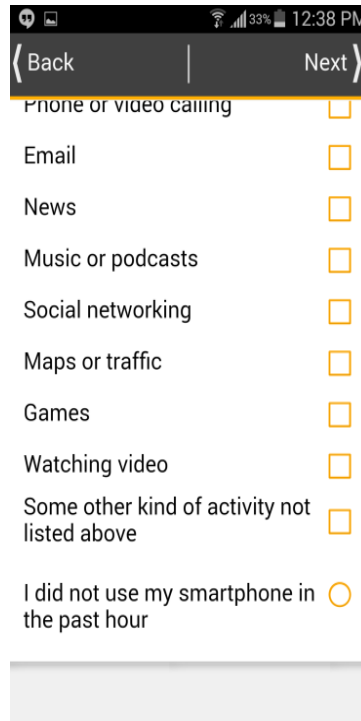 33% 12:38 PM
Back Next
Phone or video calling
Email
News
Music or podcasts
Social networking
Maps or traffic
Games
Watching video
Some other kind of activity not
listed above
I did not use my smartphone in
the past hour